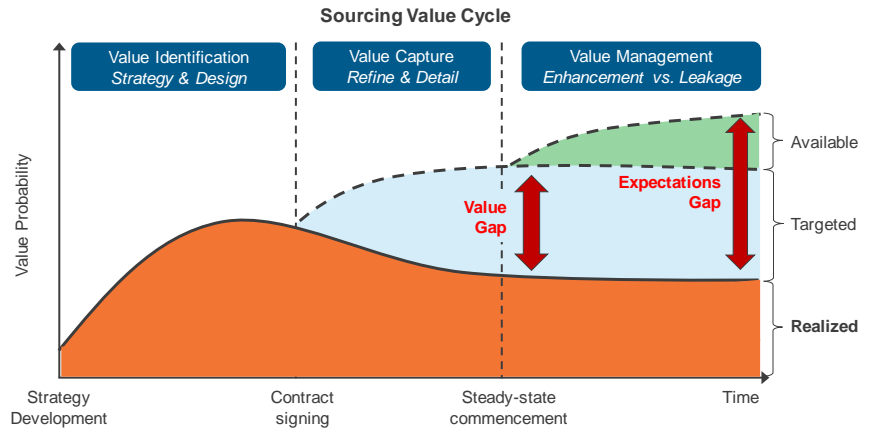 Sourcing Value Cycle
Value Identification
Strategy & Design
Value Capture
Refine & Detail
Value Management
Enhancement vs. Leakage
Value Probability
Available
Expectations
Gap
Value
Gap
Targeted
Realized
Strategy
Development
Contract
signing
Steady-state
commencement
Time